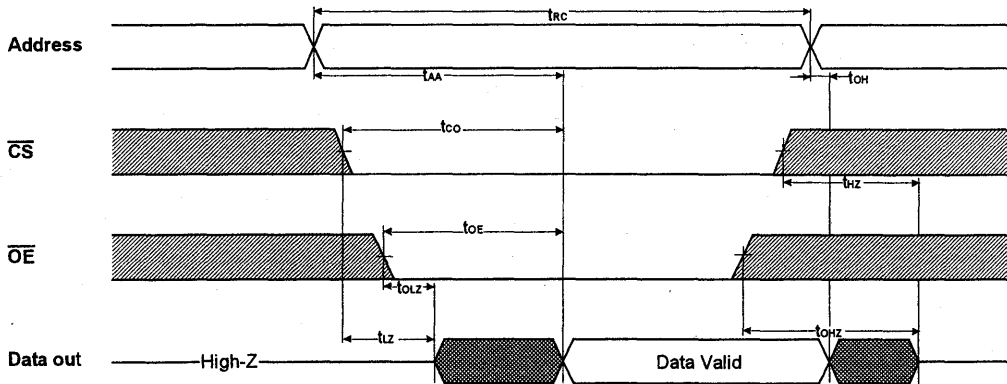 tRC
Address
tAA
tOH
tCO
CS
tHZ
tOE
OE
tOLZ
tLZ
tOHZ
Data out
High-Z
Data Valid